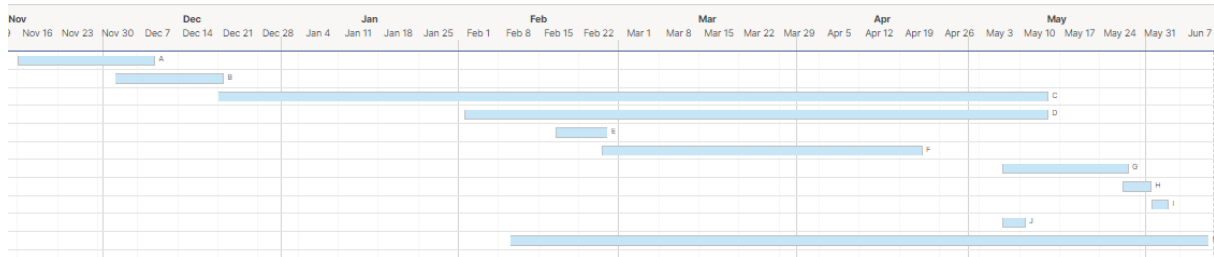 Nov Dec Jan Feb Mar Apr May
9 Nov 16 Nov 23 Nov 30 Dec 7 Dec 14 Dec 21 Dec 28 Jan 4 Jan 11 Jan 18 Jan 25 Feb 1 Feb 8 Feb 15 Feb 22 Mar 1 Mar 8 Mar 15 Mar 22 Mar 29 Apr 5 Apr 12 Apr 19 Apr 26 May 3 May 10 May 17 May 24 May 31 Jun 7
A
B
C
D
E
F
G
H
I
J